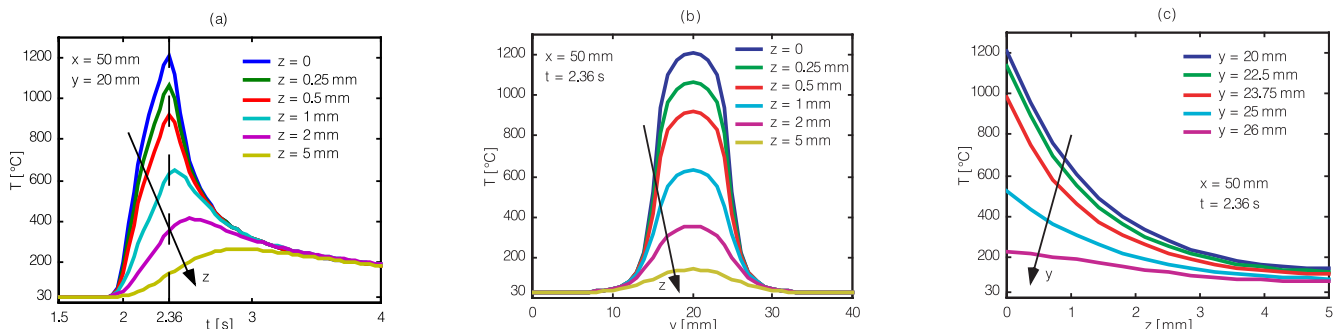 (a)
T [°C]
1200
1000
800
600
400
200
30
x = 50 mm
y = 20 mm
z = 0
z = 0.25 mm
z = 0.5 mm
z = 1 mm
z = 2 mm
z = 5 mm
z
1.5 2 2.36 3 4
t [s]
(b)
T [°C]
1200
1000
800
600
400
200
30
x = 50 mm
t = 2.36 s
z = 0
z = 0.25 mm
z = 0.5 mm
z = 1 mm
z = 2 mm
z = 5 mm
z
0 10 20 30 40
y [mm]
(c)
T [°C]
1200
1000
800
600
400
200
30
y = 20 mm
y = 22.5 mm
y = 23.75 mm
y = 25 mm
y = 26 mm
x = 50 mm
t = 2.36 s
y
0 1 2 3 4 5
z [mm]